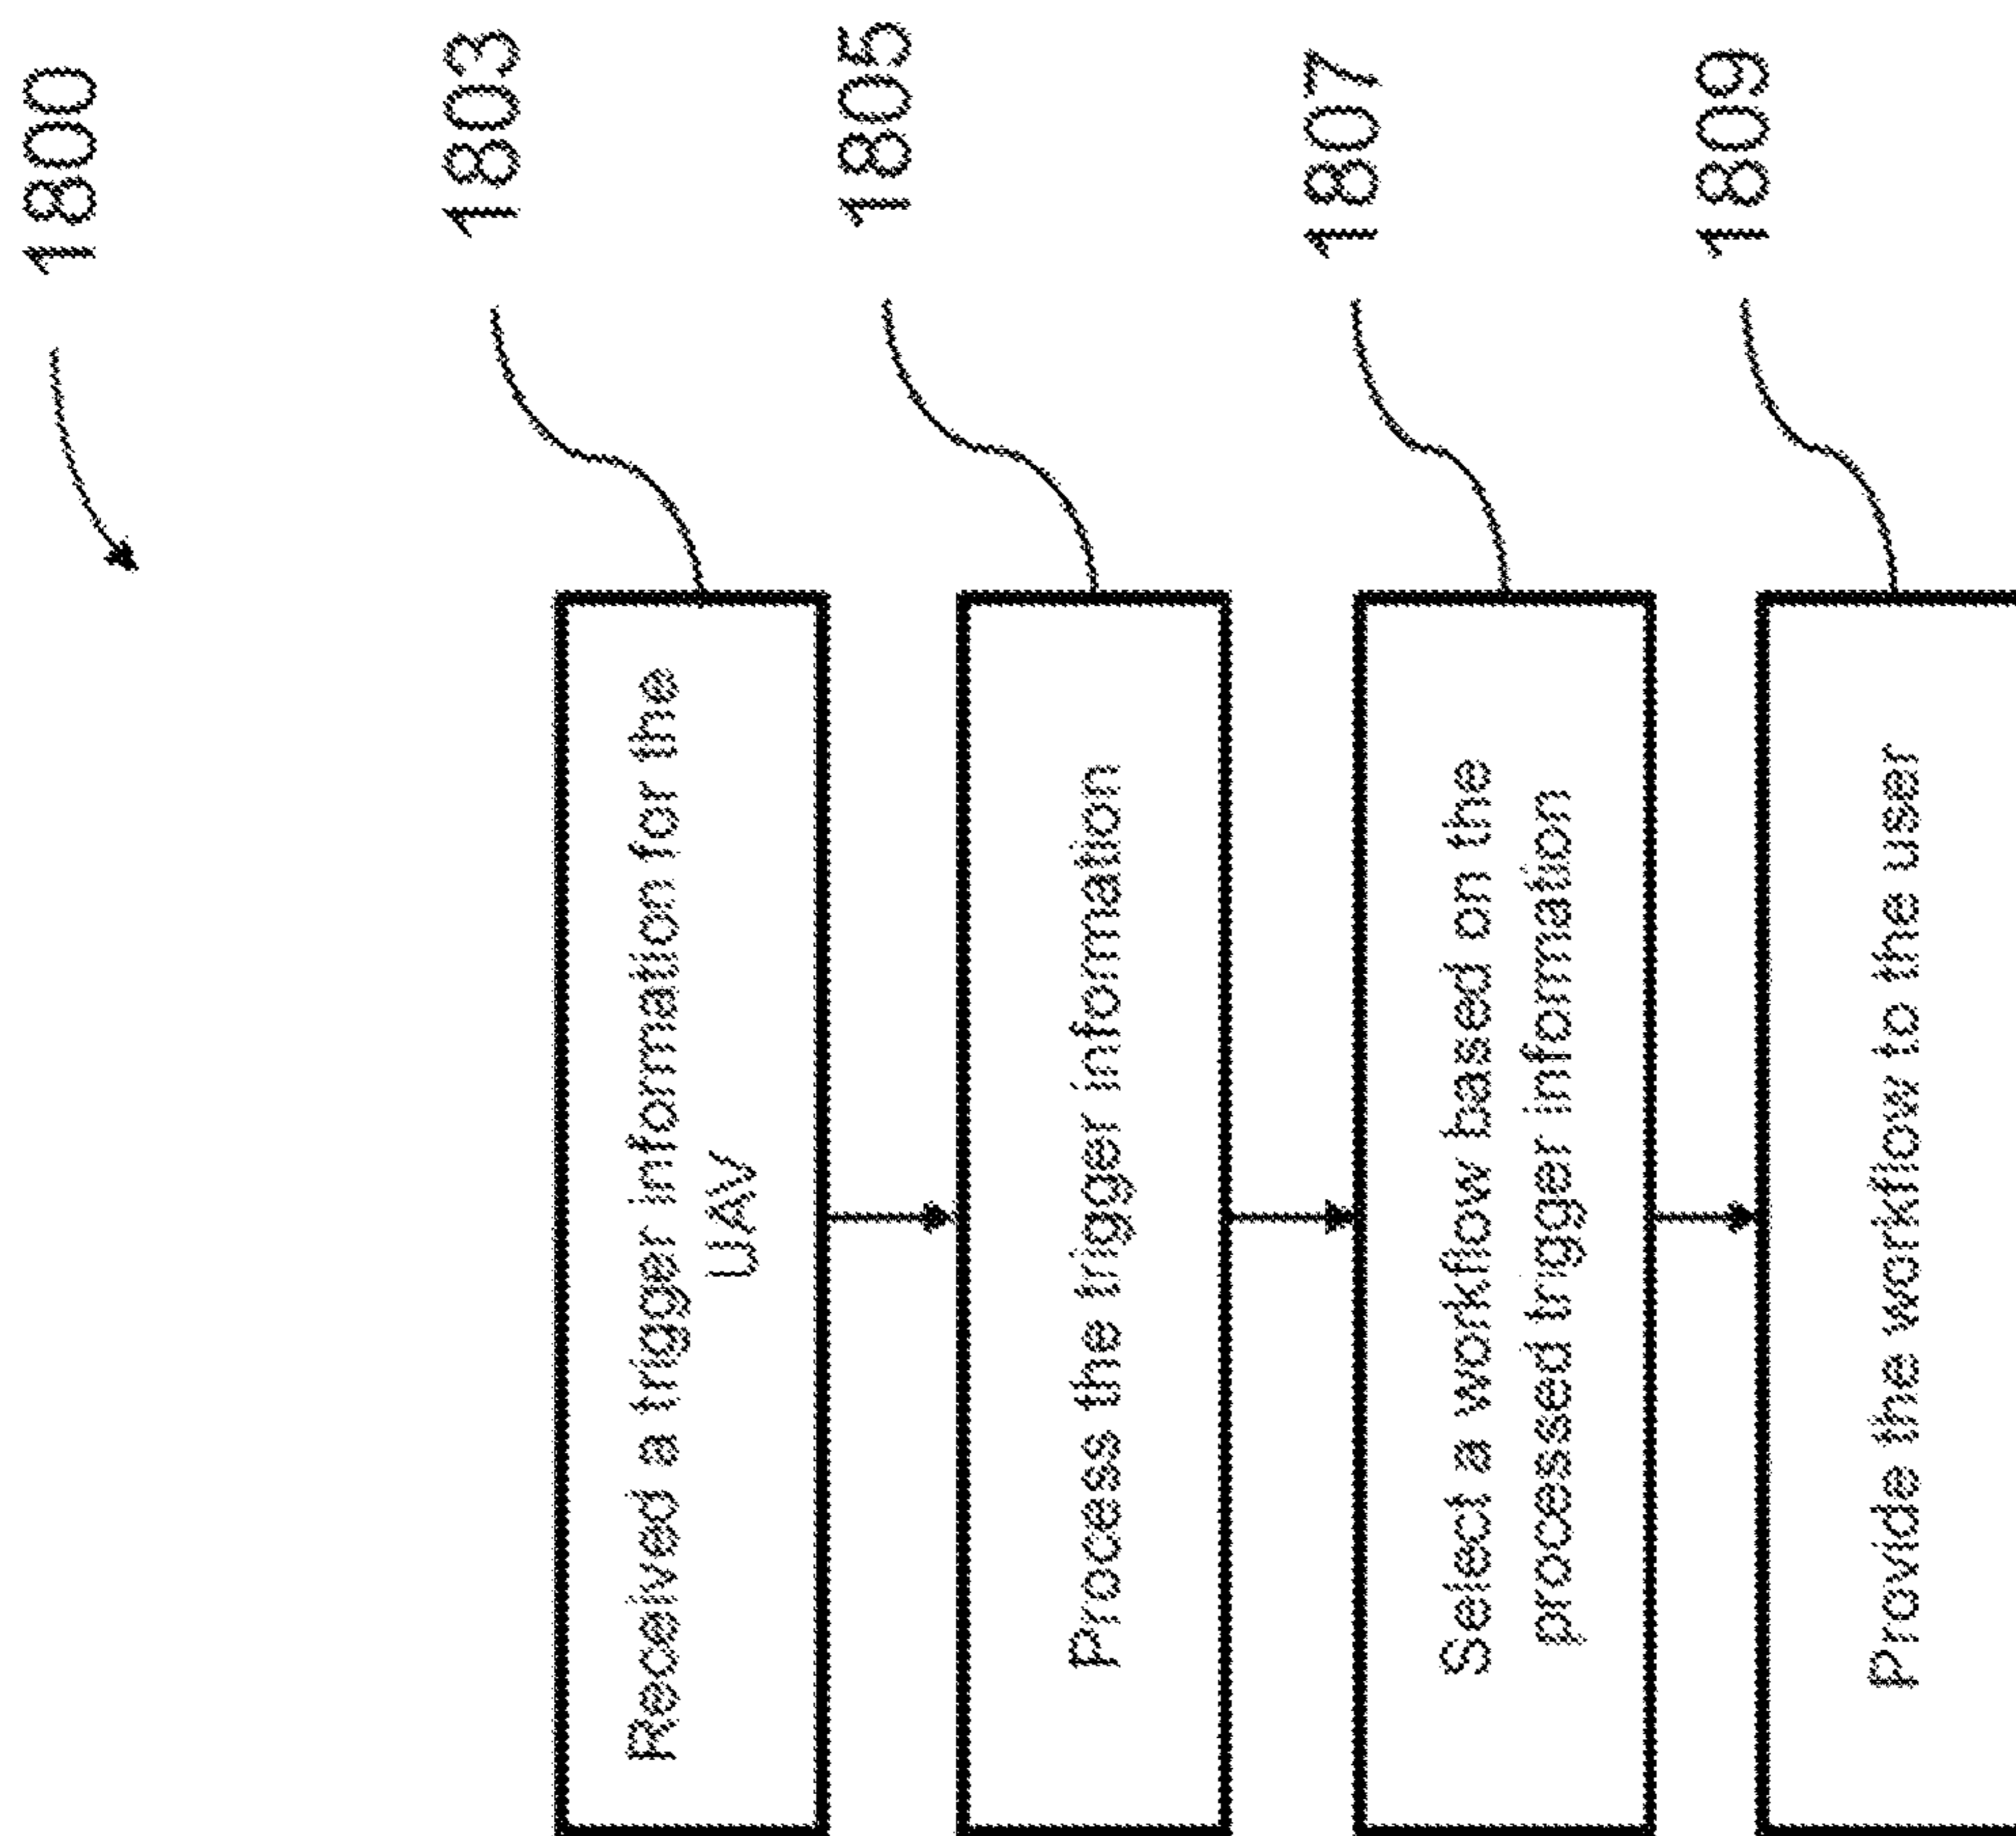 1800
1803
Received a trigger information for the
UAV
1805
Process the trigger information
1807
Select a workflow based on the
processed trigger information
1809
Provide the workflow to the user